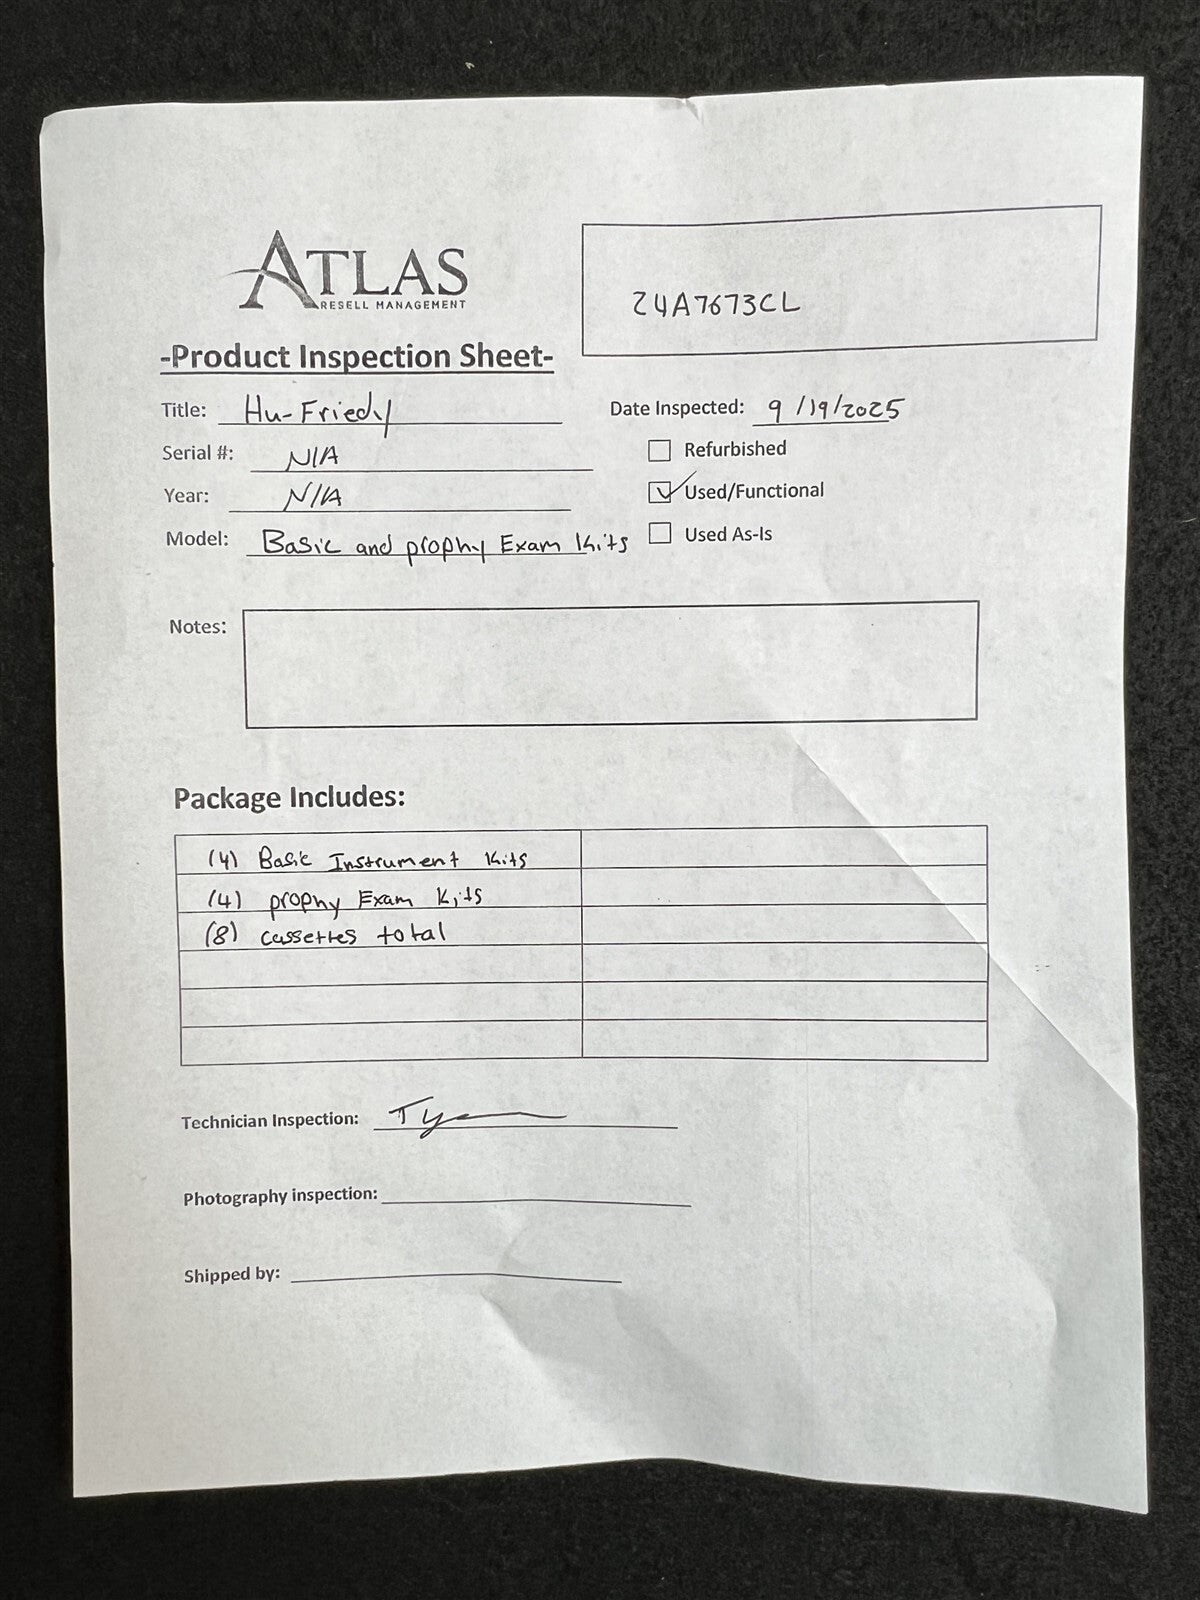 ATLAS
RESELL MANAGEMENT
24A7673CL
-Product Inspection Sheet-
Title: Hu-Friedy
Date Inspected: 9/19/2025
Serial #: N/A
Refurbished
Year: N/A
Used/Functional
Model: Basic and prophy Exam Kits
Used As-Is
Notes:
Package Includes:
(4) Basic Instrument Kits
(4) prophy Exam Kits
(8) cassettes total
Technician Inspection:
Photography inspection:
Shipped by: